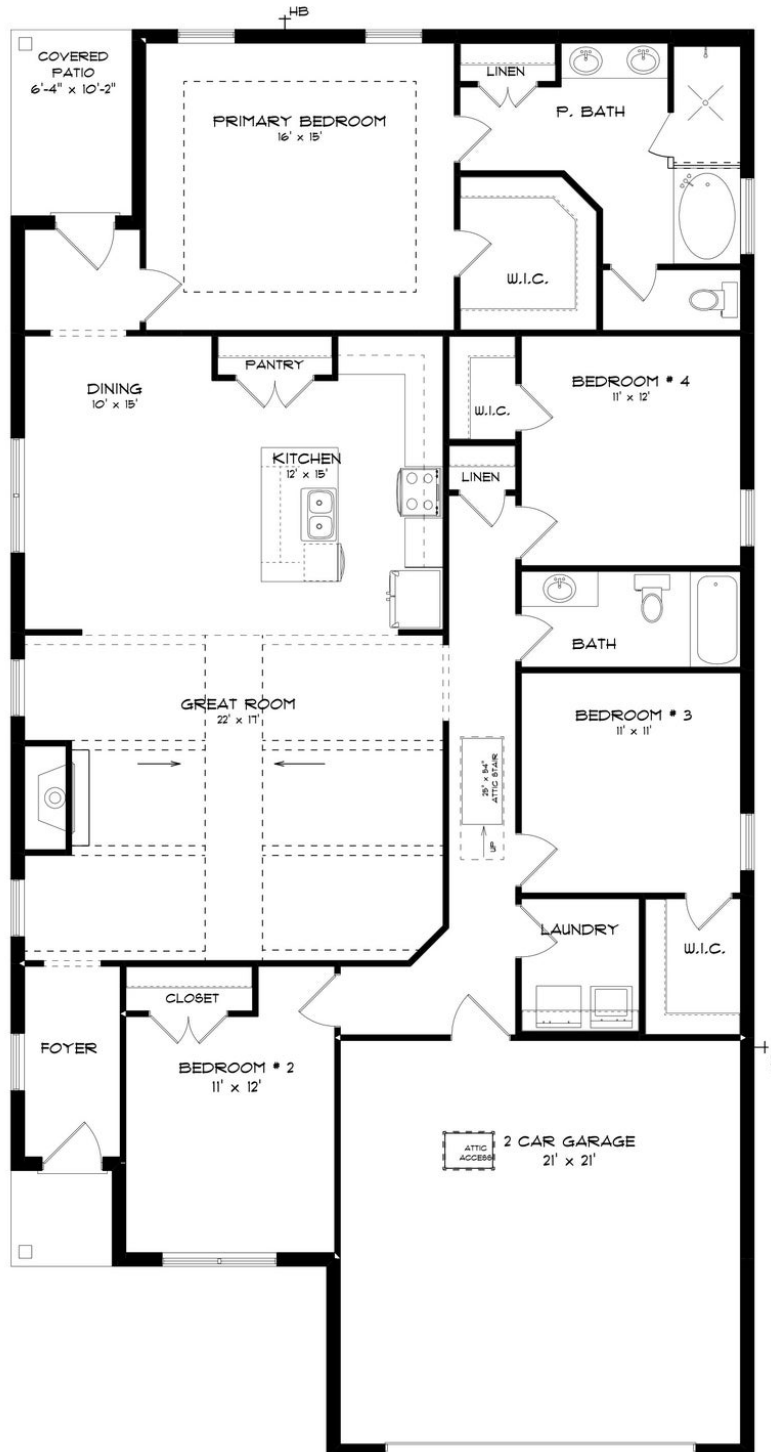 HB
COVERED
PATIO
6'-4" x 10'-2"
LINEN
P. BATH
PRIMARY BEDROOM
16' x 15'
W.I.C.
PANTRY
DINING
10' x 15'
BEDROOM # 4
11' x 12'
W.I.C.
KITCHEN
12' x 15'
LINEN
BATH
GREAT ROOM
22' x 17'
BEDROOM # 3
11' x 11'
25" x 54"
ATTIC STAIR
UP
LAUNDRY
W.I.C.
CLOSET
FOYER
BEDROOM # 2
11' x 12'
ATTIC
ACCESS
2 CAR GARAGE
21' x 21'